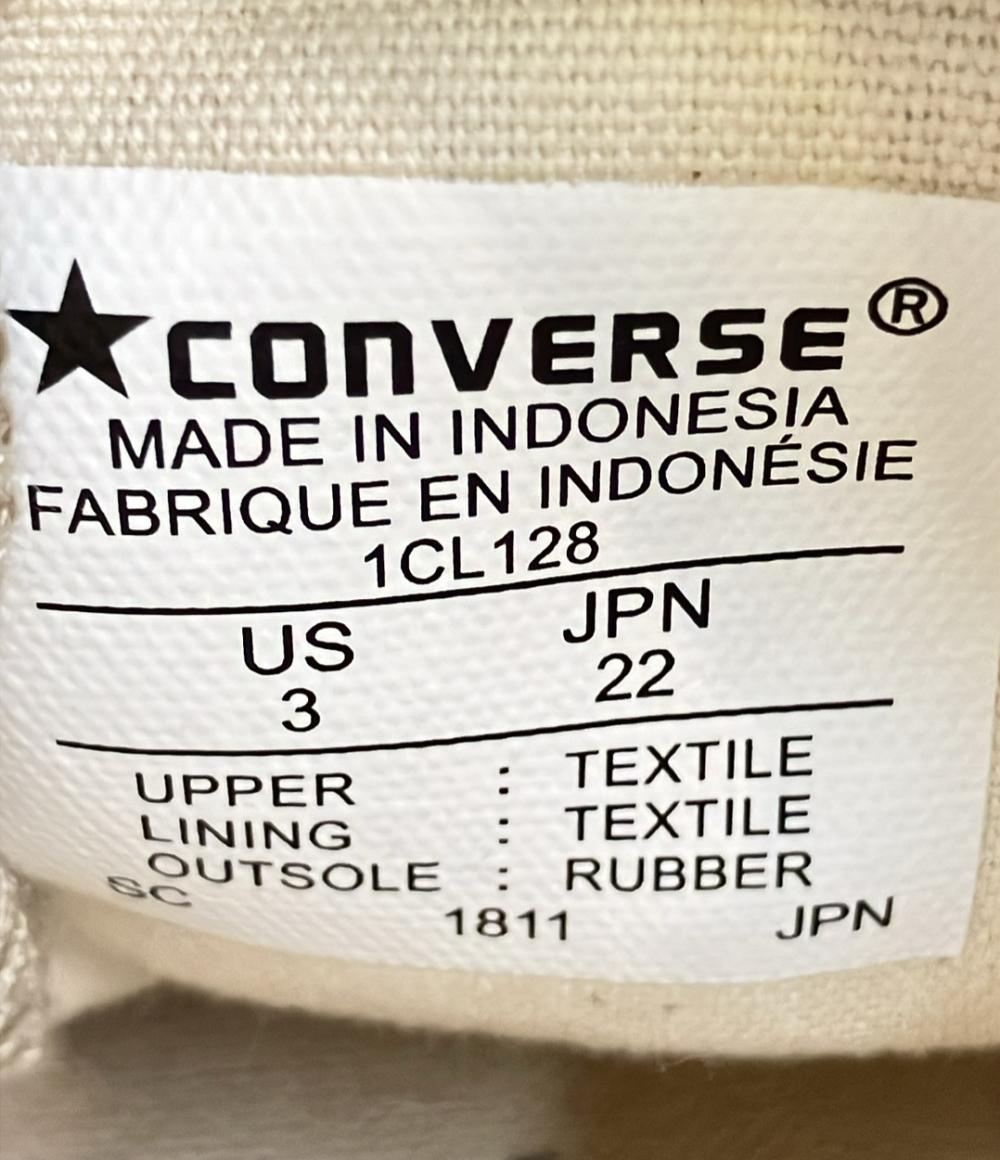 ★CONVERSE®
MADE IN INDONESIA
FABRIQUE EN INDONÉSIE
1CL128
US JPN
3 22
UPPER : TEXTILE
LINING : TEXTILE
OUTSOLE : RUBBER
SC 1811 JPN